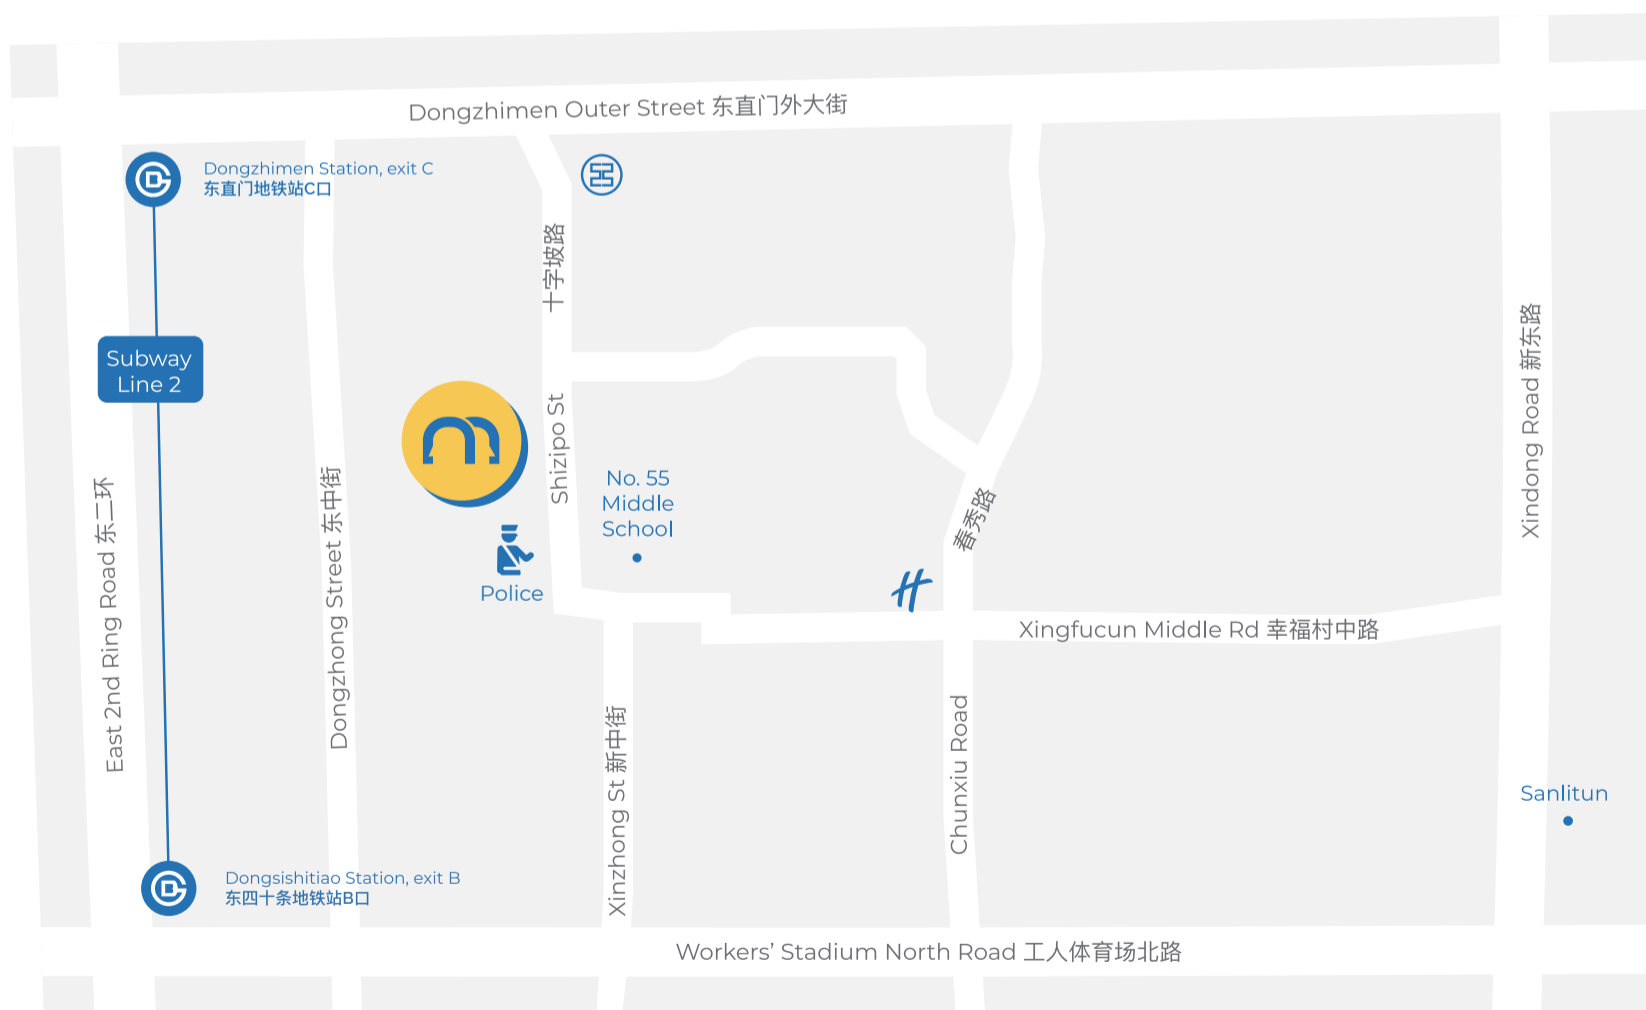 Dongzhimen Outer Street 东直门外大街
Dongzhimen Station, exit C
东直门地铁站C口
十字坡路
Subway
Line 2
Shizipo St
Xindong Road 新东路
No. 55
Middle
School
East 2nd Ring Road 东二环
Dongzhong Street 东中街
春秀路
Police
Xingfucun Middle Rd 幸福村中路
Xinzhong St 新中街
Chunxiu Road
Sanlitun
Dongsishitiao Station, exit B
东四十条地铁站B口
Workers’ Stadium North Road 工人体育场北路